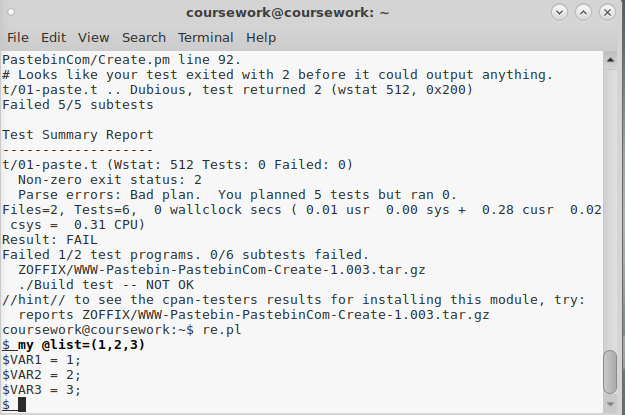 coursework@coursework: ~
File Edit View Search Terminal Help
PastebinCom/Create.pm line 92.
# Looks like your test exited with 2 before it could output anything.
t/01-paste.t .. Dubious, test returned 2 (wstat 512, 0x200)
Failed 5/5 subtests
Test Summary Report
-------------------
t/01-paste.t (Wstat: 512 Tests: 0 Failed: 0)
  Non-zero exit status: 2
  Parse errors: Bad plan.  You planned 5 tests but ran 0.
Files=2, Tests=6,  0 wallclock secs ( 0.01 usr  0.00 sys +  0.28 cusr  0.02
 csys =  0.31 CPU)
Result: FAIL
Failed 1/2 test programs. 0/6 subtests failed.
  ZOFFIX/WWW-Pastebin-PastebinCom-Create-1.003.tar.gz
  ./Build test -- NOT OK
//hint// to see the cpan-testers results for installing this module, try:
  reports ZOFFIX/WWW-Pastebin-PastebinCom-Create-1.003.tar.gz
coursework@coursework:~$ re.pl
$ my @list=(1,2,3)
$VAR1 = 1;
$VAR2 = 2;
$VAR3 = 3;
$